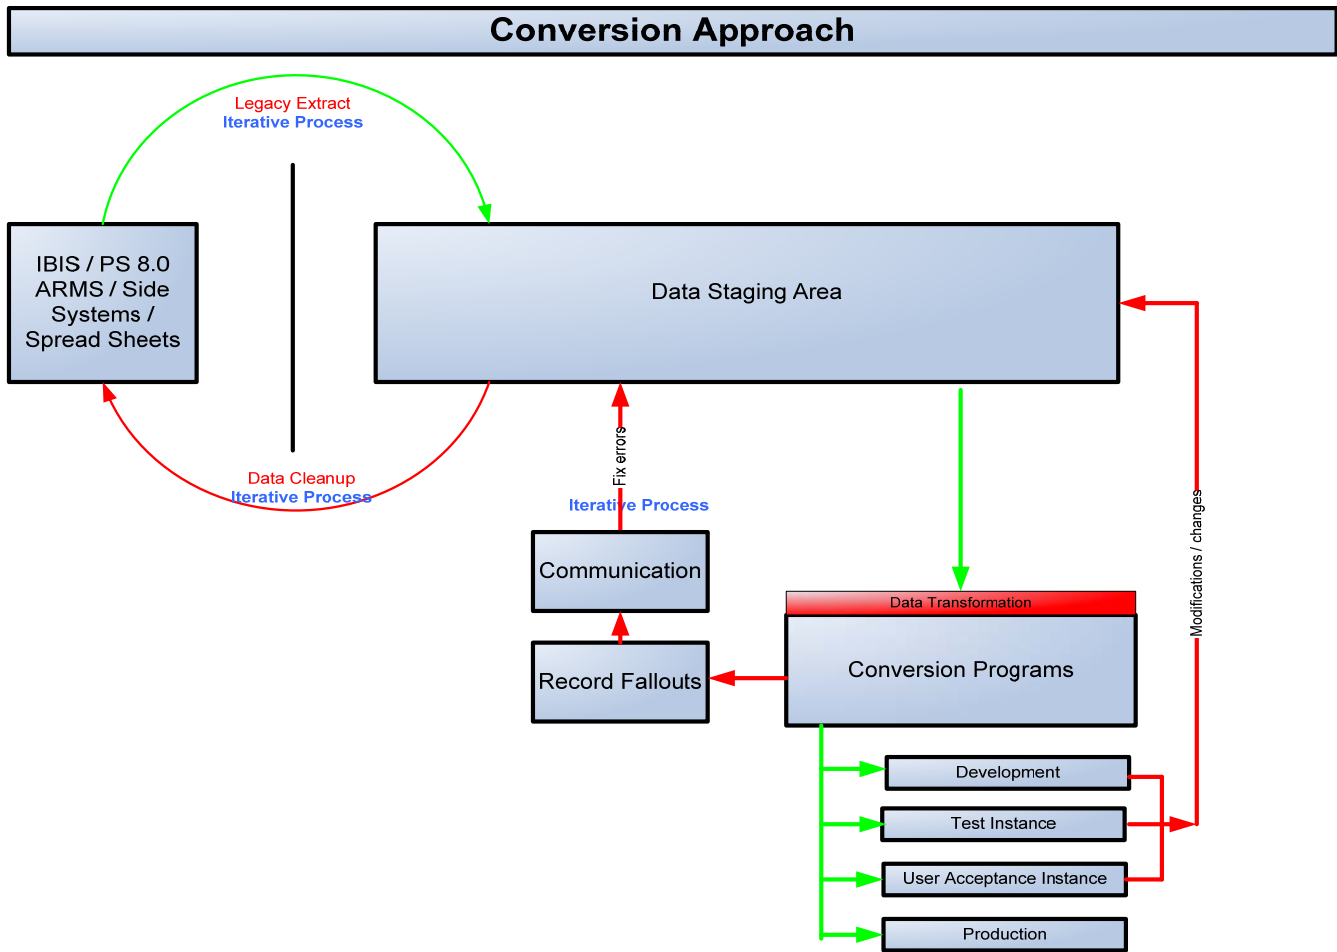 Conversion Approach
Legacy Extract
Iterative Process
IBIS / PS 8.0
ARMS / Side
Systems /
Spread Sheets
Data Staging Area
Data Cleanup
Iterative Process
Fix errors
Iterative Process
Modifications / changes
Communication
Data Transformation
Conversion Programs
Record Fallouts
Development
Test Instance
User Acceptance Instance
Production